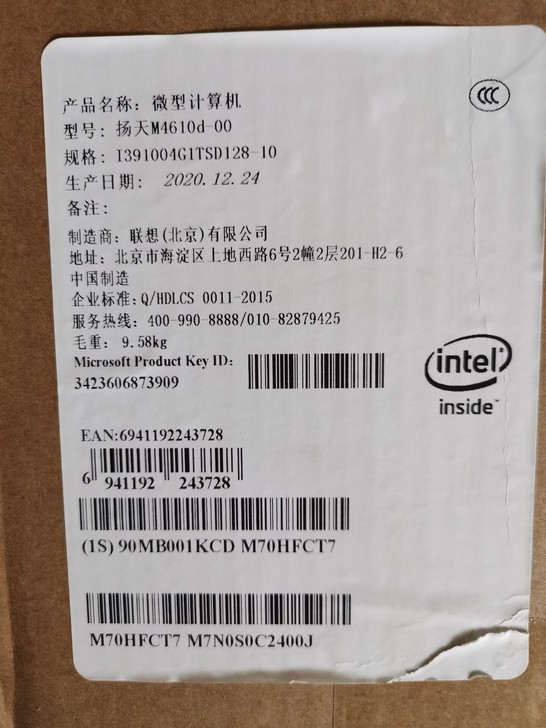 产品名称: 微型计算机
CCC
型号: 扬天M4610d-00
规格: I391004G1TSD128-10
生产日期: 2020.12.24
备注:
制造商: 联想(北京)有限公司
地址: 北京市海淀区上地西路6号2幢2层201-H2-6
中国制造
企业标准: Q/HDLCS 0011-2015
服务热线: 400-990-8888/010-82879425
毛重: 9.58kg
Microsoft Product Key ID:
3423606873909
intel
inside™
EAN:6941192243728
6 941192 243728
(1S) 90MB001KCD M70HFCT7
M70HFCT7 M7N0S0C2400J